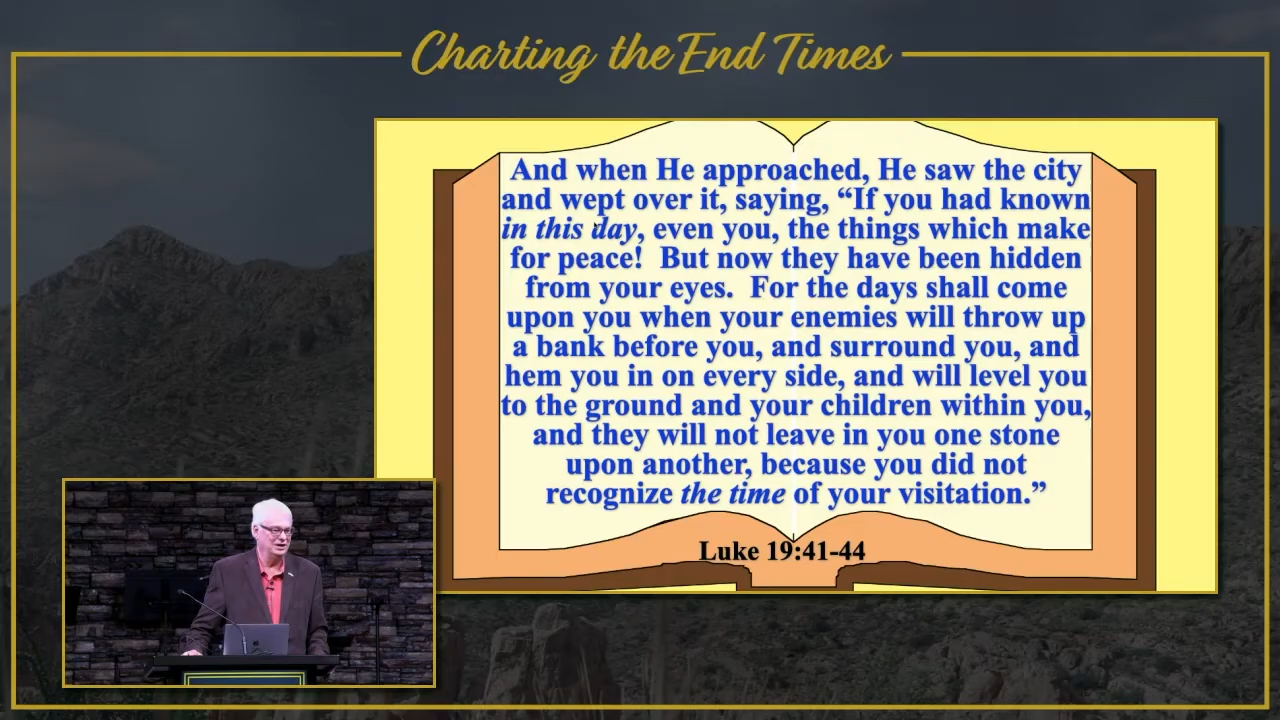 Charting the End Times
And when He approached, He saw the city
and wept over it, saying, “If you had known
in this day, even you, the things which make
for peace!  But now they have been hidden
from your eyes.  For the days shall come
upon you when your enemies will throw up
a bank before you, and surround you, and
hem you in on every side, and will level you
to the ground and your children within you,
and they will not leave in you one stone
upon another, because you did not
recognize the time of your visitation.”
Luke 19:41-44